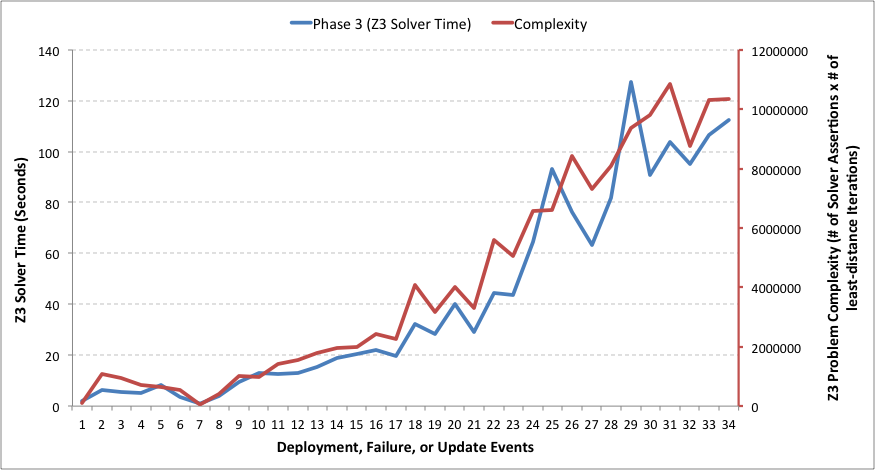 Phase 3 (Z3 Solver Time) Complexity
140
120
100
80
60
40
20
0
12000000
10000000
8000000
6000000
4000000
2000000
0
Z3 Solver Time (Seconds)
Z3 Problem Complexity (# of Solver Assertions x # of
least-distance Iterations)
1 2 3 4 5 6 7 8 9 10 11 12 13 14 15 16 17 18 19 20 21 22 23 24 25 26 27 28 29 30 31 32 33 34
Deployment, Failure, or Update Events